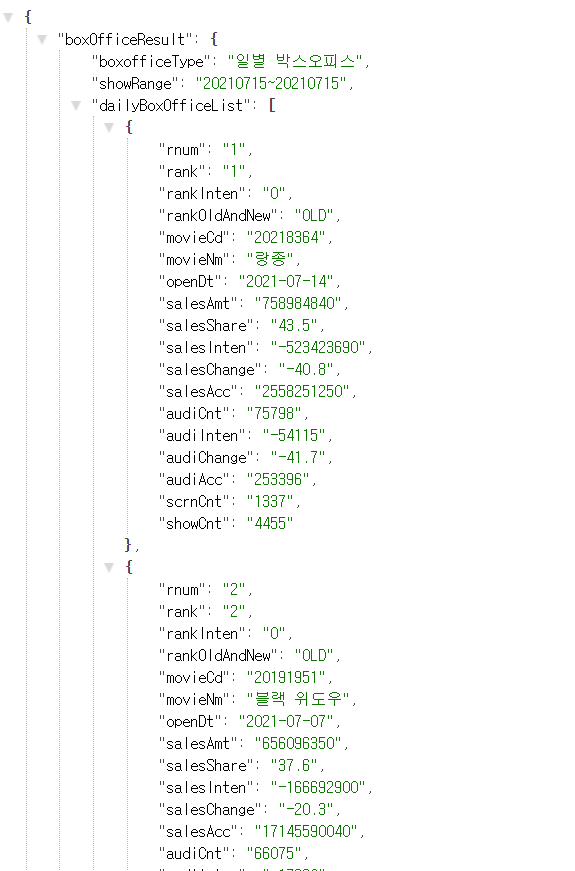 {
"boxOfficeResult": {
"boxofficeType": "일별 박스오피스",
"showRange": "20210715~20210715",
"dailyBoxOfficeList": [
{
"rnum": "1",
"rank": "1",
"rankInten": "0",
"rankOldAndNew": "OLD",
"movieCd": "20218364",
"movieNm": "랑종",
"openDt": "2021-07-14",
"salesAmt": "758984840",
"salesShare": "43.5",
"salesInten": "-523423690",
"salesChange": "-40.8",
"salesAcc": "2558251250",
"audiCnt": "75798",
"audiInten": "-54115",
"audiChange": "-41.7",
"audiAcc": "253396",
"scrnCnt": "1337",
"showCnt": "4455"
},
{
"rnum": "2",
"rank": "2",
"rankInten": "0",
"rankOldAndNew": "OLD",
"movieCd": "20191951",
"movieNm": "블랙 위도우",
"openDt": "2021-07-07",
"salesAmt": "656096350",
"salesShare": "37.6",
"salesInten": "-166692900",
"salesChange": "-20.3",
"salesAcc": "17145590040",
"audiCnt": "66075",